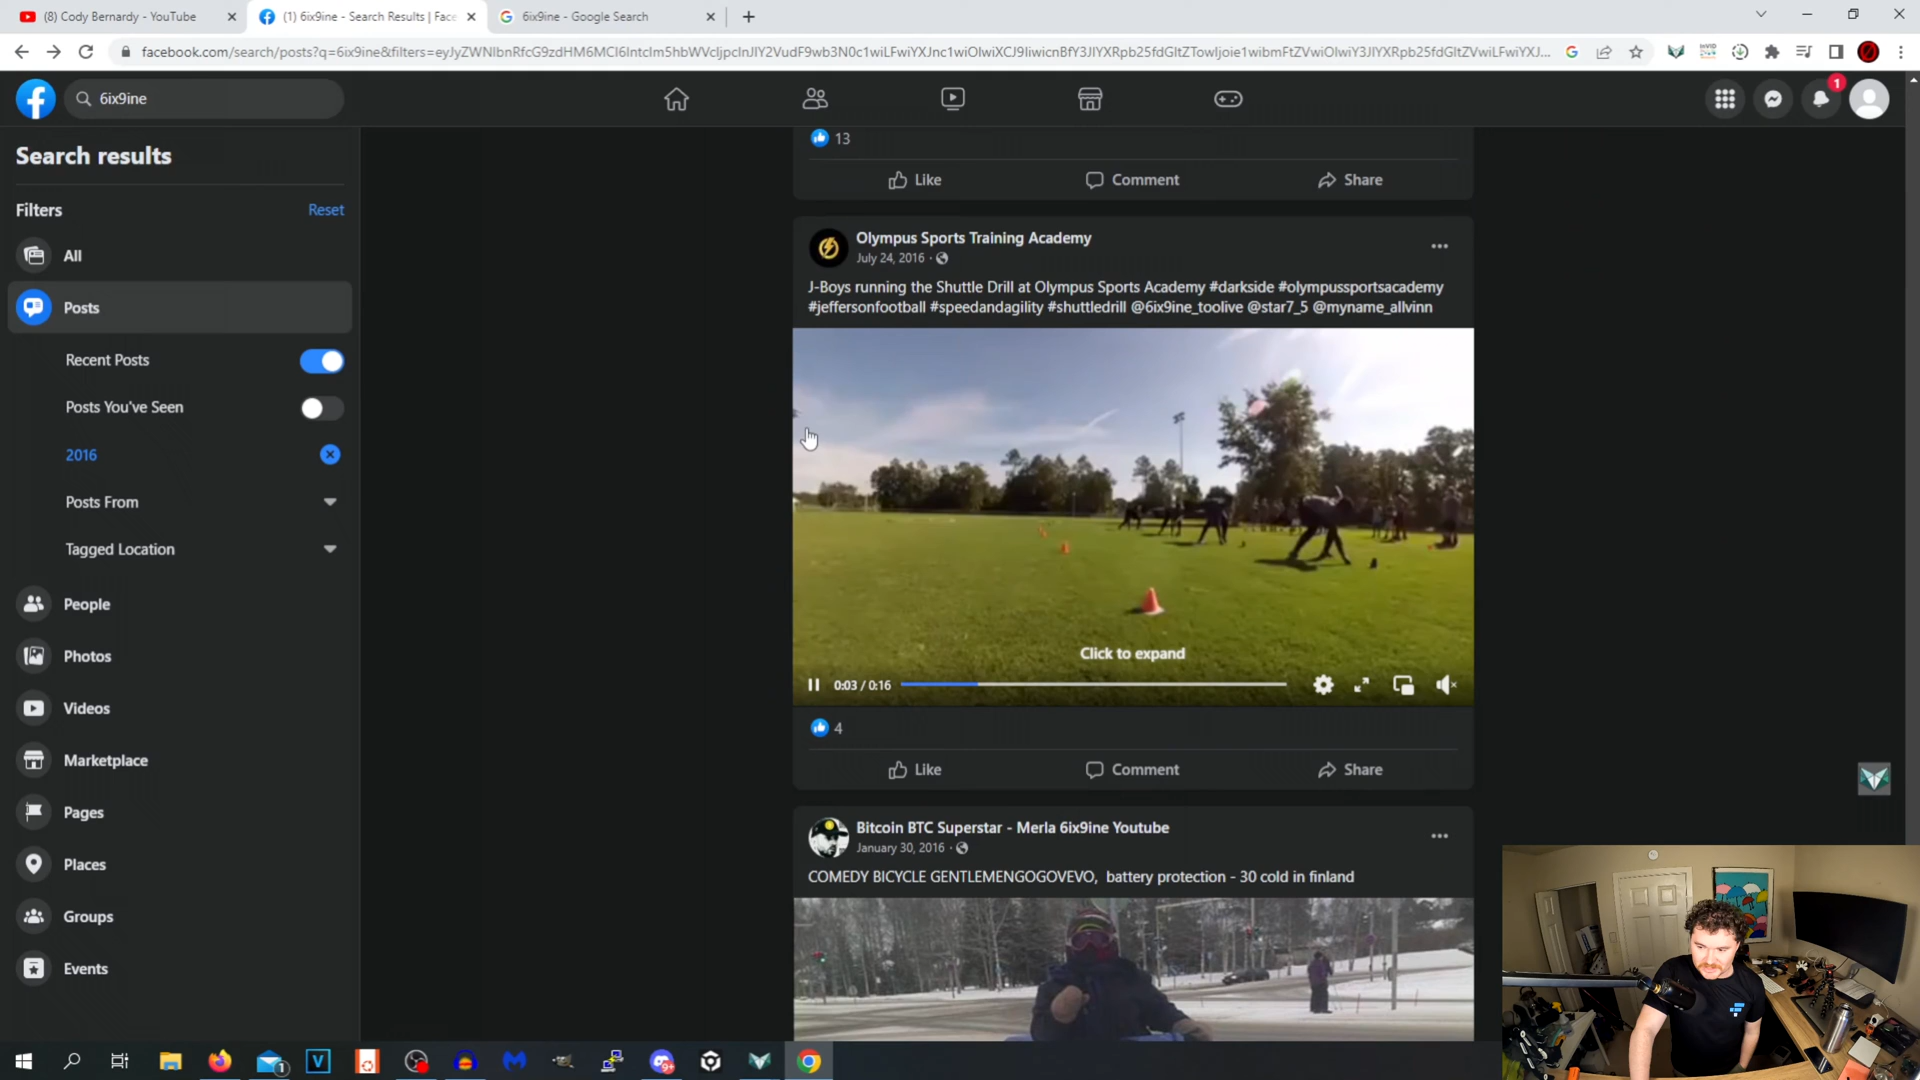 (8) Cody Bernardy - YouTube
(1) 6ix9ine - Search Results | Face
6ix9ine - Google Search
facebook.com/search/posts?q=6ix9ine&filters=
6ix9ine
1
Search results
Filters
Reset
All
Posts
Recent Posts
Posts You've Seen
2016
Posts From
Tagged Location
People
Photos
Videos
Marketplace
Pages
Places
Groups
Events
13
Like Comment Share
Olympus Sports Training Academy
July 24, 2016
J-Boys running the Shuttle Drill at Olympus Sports Academy #darkside #olympussportsacademy
#jeffersonfootball #speedandagility #shuttledrill @6ix9ine_toolive @star7_5 @myname_allvinn
Click to expand
0:03 / 0:16
4
Like Comment Share
Bitcoin BTC Superstar - Merla 6ix9ine Youtube
January 30, 2016
COMEDY BICYCLE GENTLEMENGOGOVEVO, battery protection - 30 cold in finland